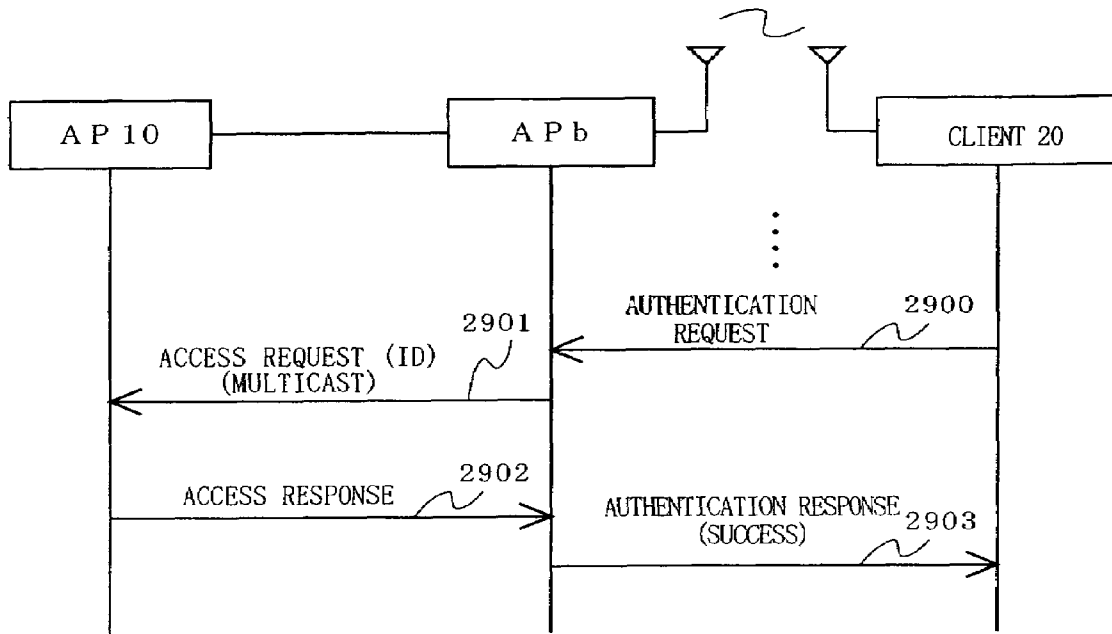 AP10
APb
CLIENT 20
AUTHENTICATION
REQUEST
2900
2901
ACCESS REQUEST (ID)
(MULTICAST)
2902
ACCESS RESPONSE
AUTHENTICATION RESPONSE
(SUCCESS)
2903